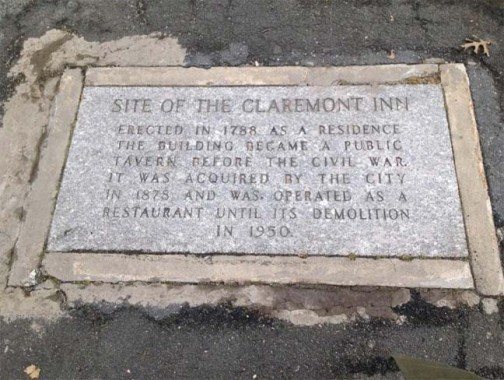 SITE OF THE CLAREMONT INN
ERECTED IN 1788 AS A RESIDENCE
THE BUILDING BECAME A PUBLIC
TAVERN BEFORE THE CIVIL WAR.
IT WAS ACQUIRED BY THE CITY
IN 1873 AND WAS OPERATED AS A
RESTAURANT UNTIL ITS DEMOLITION
IN 1950.